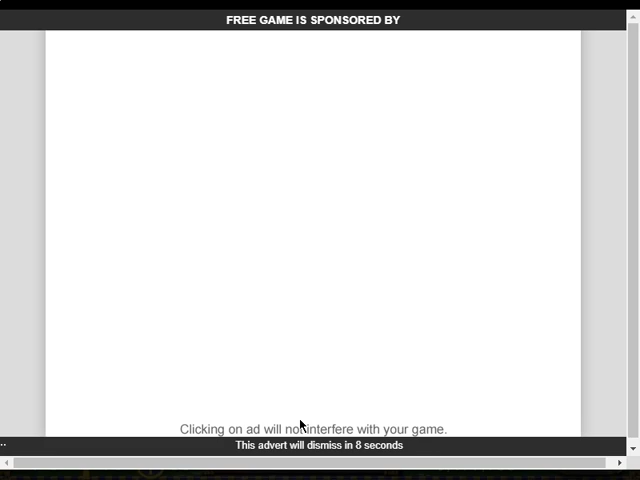 FREE GAME IS SPONSORED BY
Clicking on ad will not interfere with your game.
This advert will dismiss in 8 seconds